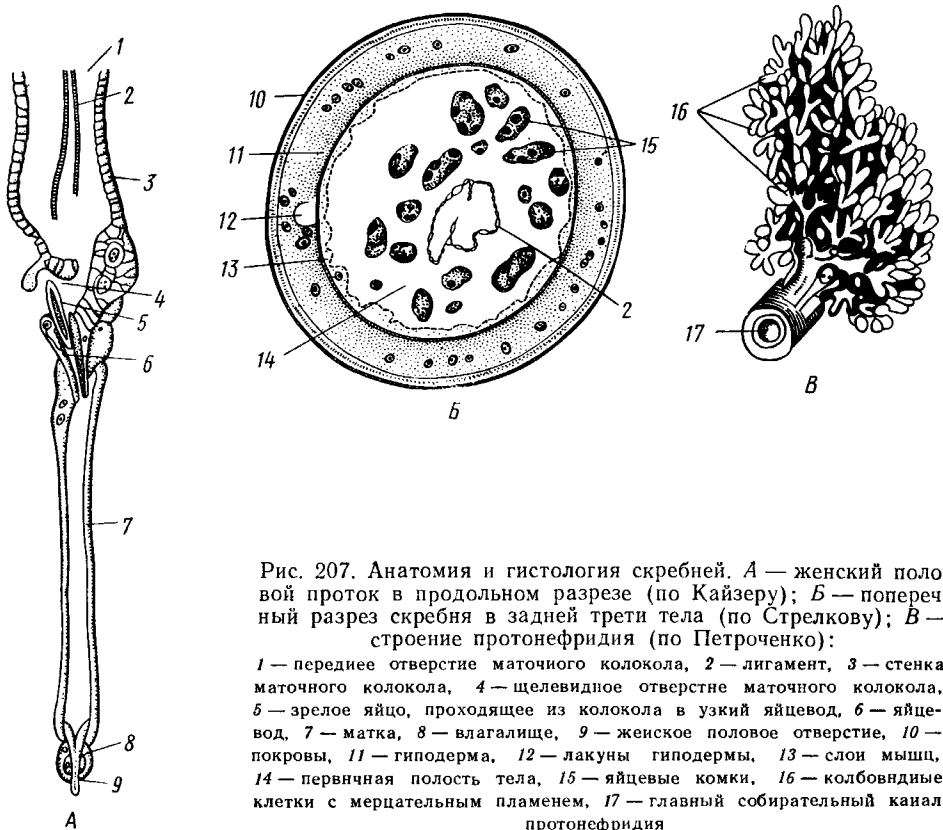 1
2
3
4
5
6
7
8
9
А
10
11
12
13
14
15
2
Б
16
17
В
Рис. 207. Анатомия и гистология скребней. А — женский поло
вой проток в продольном разрезе (по Кайзеру); Б — попереч
ный разрез скребня в задней трети тела (по Стрелкову); В —
строение протонефридия (по Петроченко):
1 — переднее отверстие маточного колокола, 2 — лигамент, 3 — стенка
маточного колокола, 4 — щелевидное отверстне маточного колокола,
5 — зрелое яйцо, проходящее из колокола в узкий яйцевод, 6 — яйце-
вод, 7 — матка, 8 — влагалище, 9 — женское половое отверстие, 10 —
покровы, 11 — гиподерма, 12 — лакуны гиподермы, 13 — слои мышц,
14 — первнчная полость тела, 15 — яйцевые комки, 16 — колбовндные
клетки с мерцательным пламенем, 17 — главный собирательный канал
протонефридия